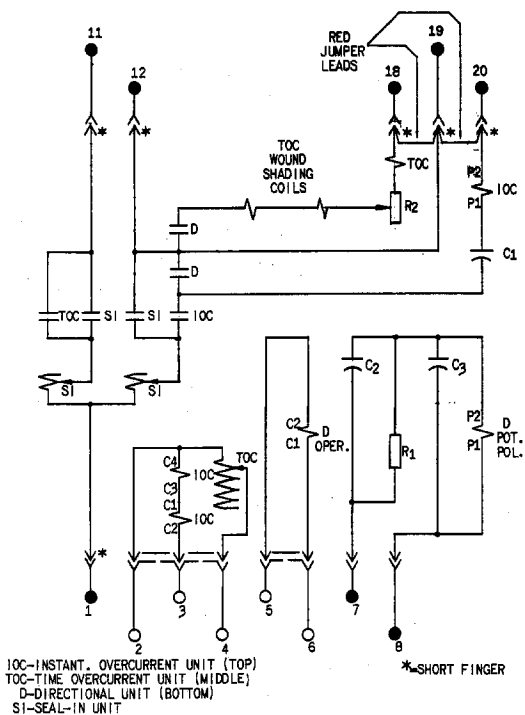 11
12
RED
JUMPER
LEADS
18
19
20
*
*
*
*
*
TOC
WOUND
SHADING
COILS
TOC
P2
IOC
P1
R2
D
C1
D
TOC
SI
SI
IOC
SI
SI
C2
C3
C2
C1
D
OPER.
R1
P2
P1
D
POT.
POL.
C4
IOC
C3
C1
IOC
C2
TOC
*
1
2
3
4
5
6
7
8
IOC-INSTANT. OVERCURRENT UNIT (TOP)
TOC-TIME OVERCURRENT UNIT (MIDDLE)
D-DIRECTIONAL UNIT (BOTTOM)
SI-SEAL-IN UNIT
*=SHORT FINGER